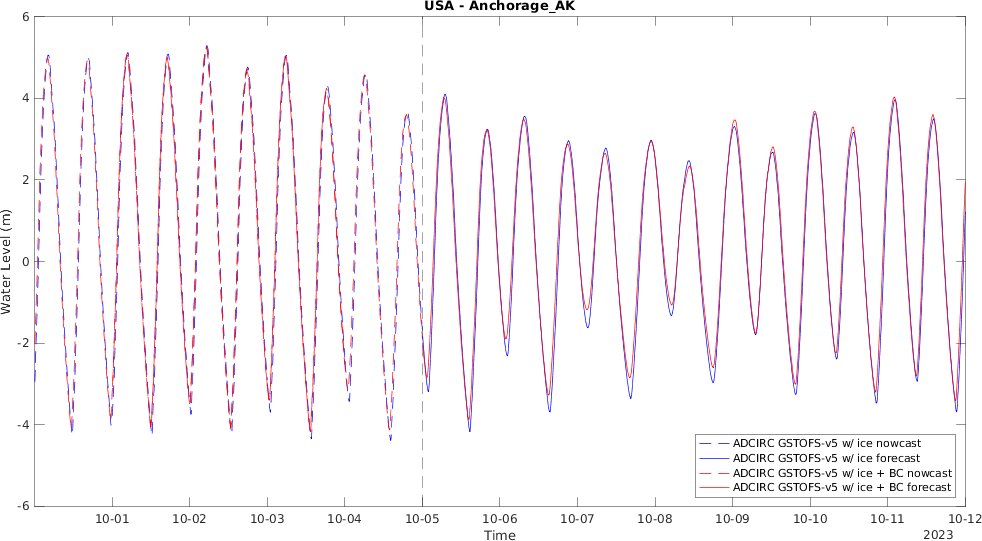 USA - Anchorage_AK
6
4
2
0
-2
-4
-6
Water Level (m)
ADCIRC GSTOFS-v5 w/ ice nowcast
ADCIRC GSTOFS-v5 w/ ice forecast
ADCIRC GSTOFS-v5 w/ ice + BC nowcast
ADCIRC GSTOFS-v5 w/ ice + BC forecast
10-01 10-02 10-03 10-04 10-05 10-06 10-07 10-08 10-09 10-10 10-11 10-12
Time
2023